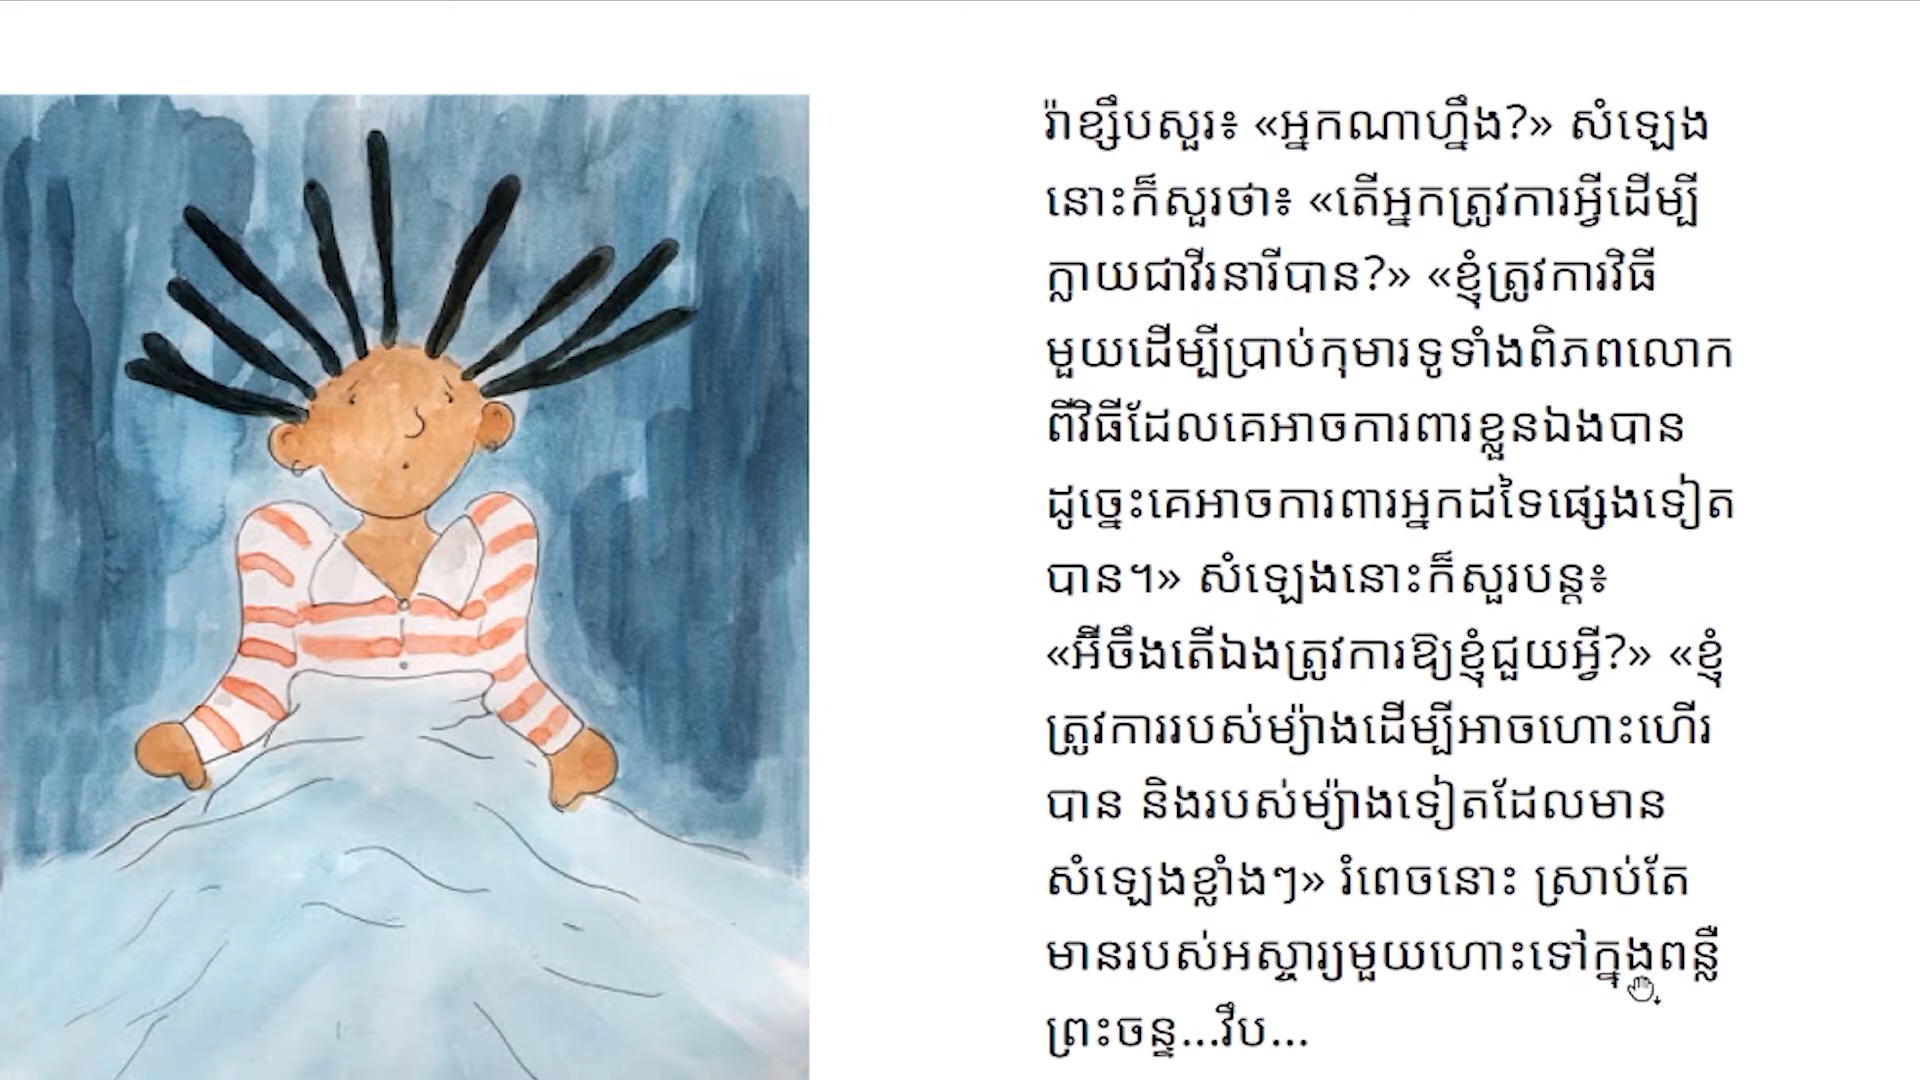 រ៉ាខ្សឹបសួរ៖ «អ្នកណាហ្នឹង?» សំឡេង
នោះក៏សួរថា៖ «តើអ្នកត្រូវការអ្វីដើម្បី
ក្លាយជាវីរនារីបាន?» «ខ្ញុំត្រូវការវិធី
មួយដើម្បីប្រាប់កុមារទូទាំងពិភពលោក
ពីវិធីដែលគេអាចការពារខ្លួនឯងបាន
ដូច្នេះគេអាចការពារអ្នកដទៃផ្សេងទៀត
បាន។» សំឡេងនោះក៏សួរបន្ត៖
«អ៊ីចឹងតើឯងត្រូវការឱ្យខ្ញុំជួយអ្វី?» «ខ្ញុំ
ត្រូវការរបស់ម្យ៉ាងដើម្បីអាចហោះហើរ
បាន និងរបស់ម្យ៉ាងទៀតដែលមាន
សំឡេងខ្លាំងៗ» រំពេចនោះ ស្រាប់តែ
មានរបស់អស្ចារ្យមួយហោះទៅក្នុងពន្លឺ
ព្រះចន្ទ...វឹប...